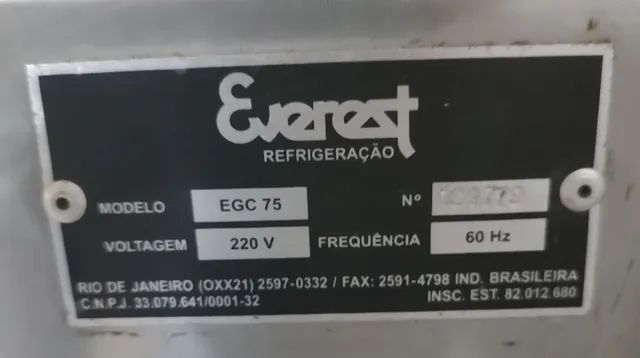 Everest
REFRIGERAÇÃO
MODELO EGC 75 Nº 109779
VOLTAGEM 220 V FREQUÊNCIA 60 Hz
RIO DE JANEIRO (OXX21) 2597-0332 / FAX: 2591-4798 IND. BRASILEIRA
C.N.P.J. 33.079.641/0001-32 INSC. EST. 82.012.680